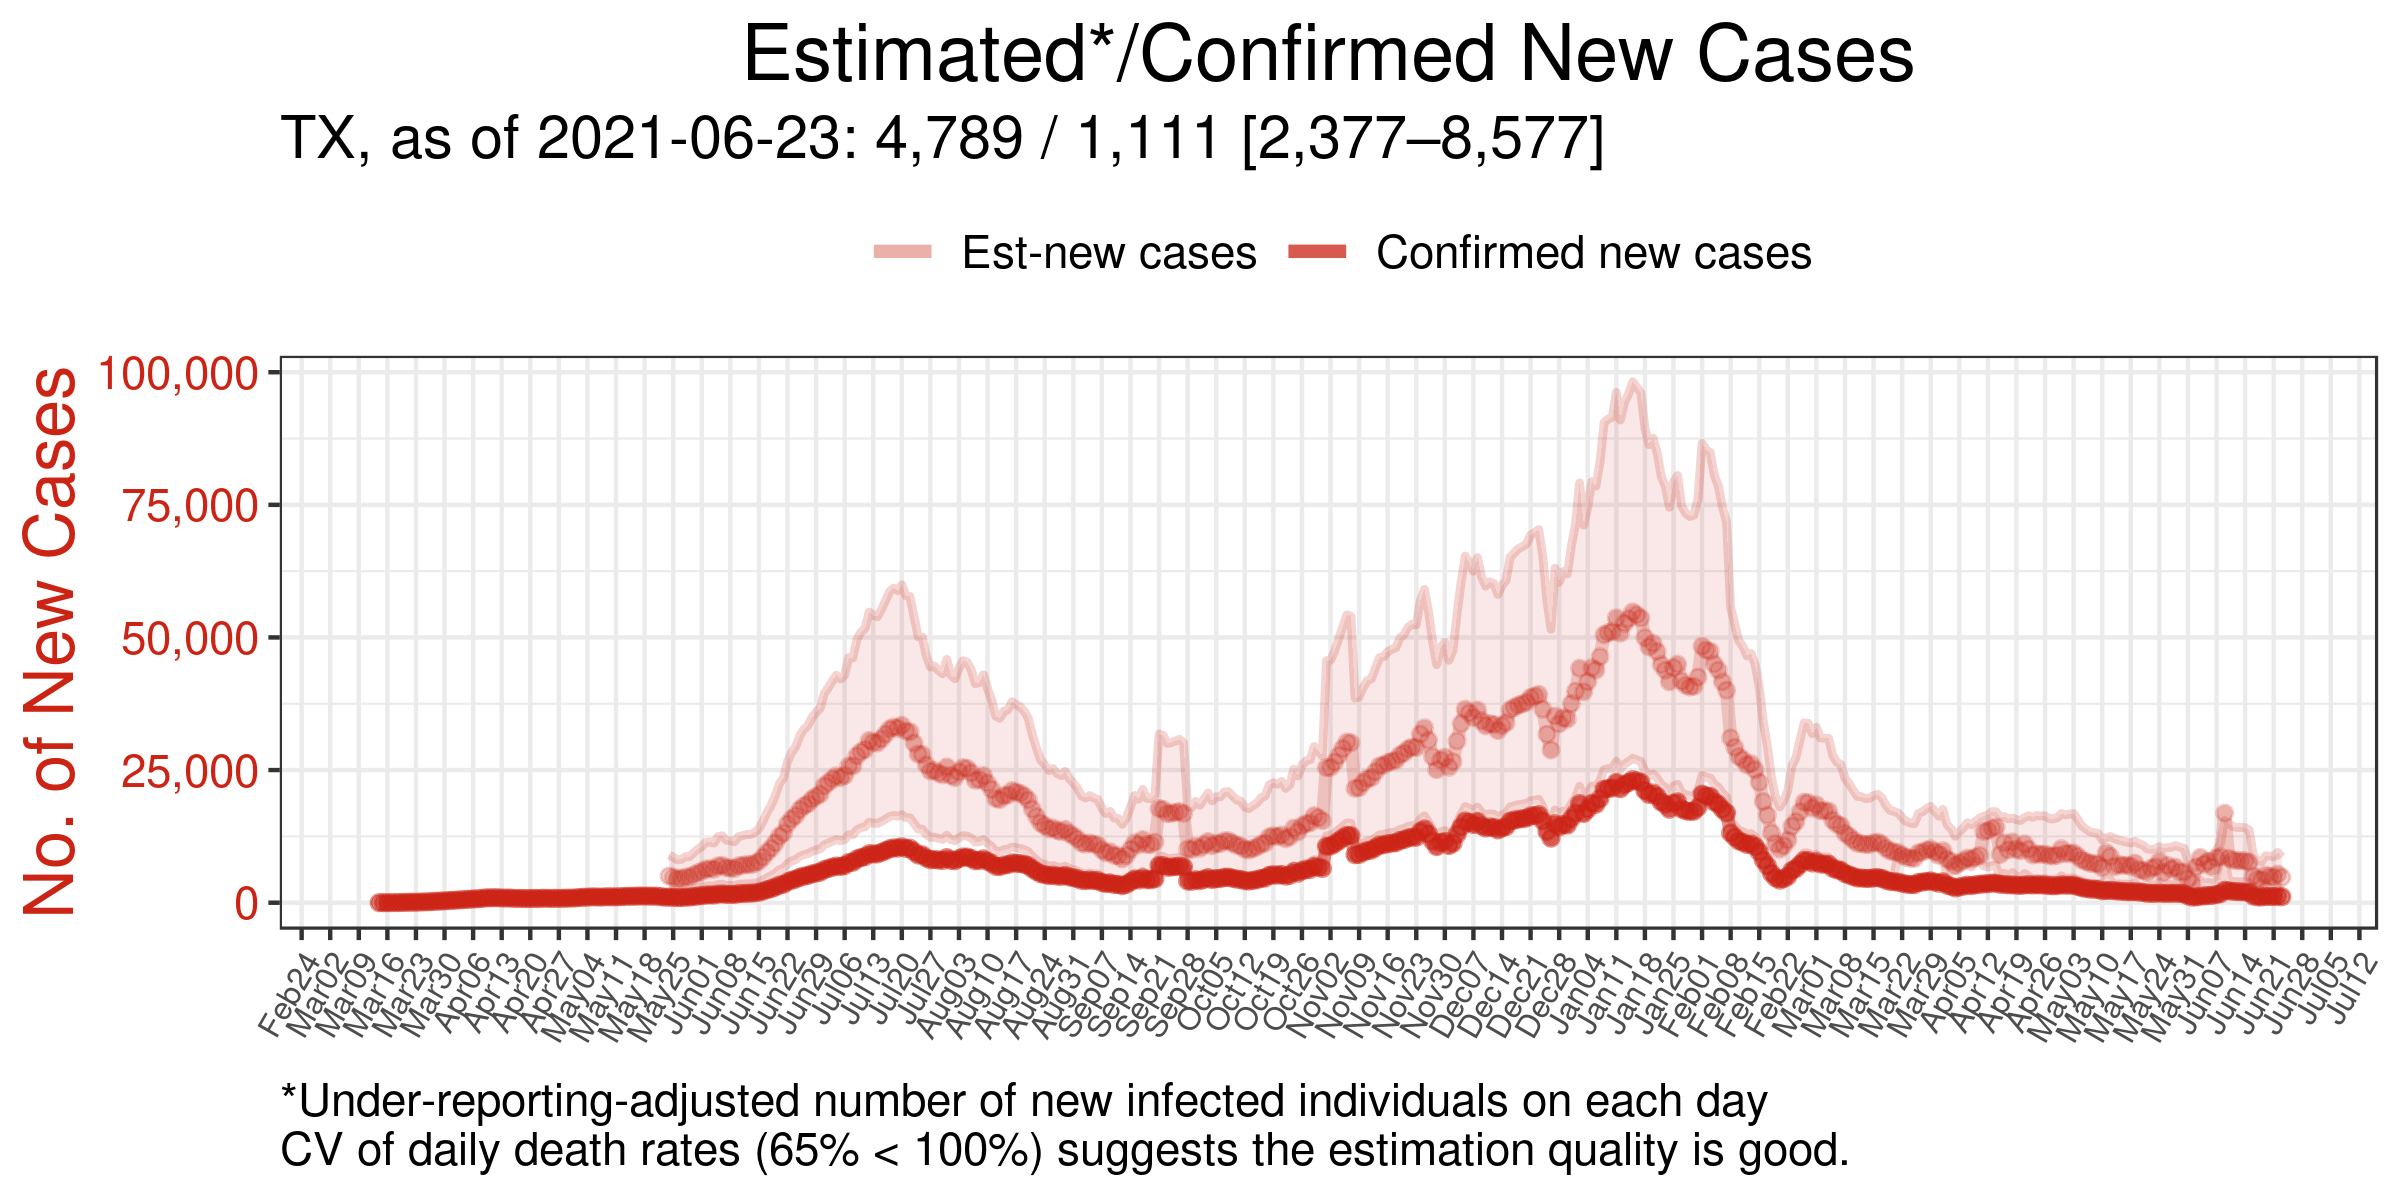 Estimated*/Confirmed New Cases
TX, as of 2021-06-23: 4,789 / 1,111 [2,377–8,577]
Est-new cases Confirmed new cases
No. of New Cases
100,000
75,000
50,000
25,000
0
Feb24 Mar02 Mar09 Mar16 Mar23 Mar30 Apr06 Apr13 Apr20 Apr27 May04 May11 May18 May25 Jun01 Jun08 Jun15 Jun22 Jun29 Jul06 Jul13 Jul20 Jul27 Aug03 Aug10 Aug17 Aug24 Aug31 Sep07 Sep14 Sep21 Sep28 Oct05 Oct12 Oct19 Oct26 Nov02 Nov09 Nov16 Nov23 Nov30 Dec07 Dec14 Dec21 Dec28 Jan04 Jan11 Jan18 Jan25 Feb01 Feb08 Feb15 Feb22 Mar01 Mar08 Mar15 Mar22 Mar29 Apr05 Apr12 Apr19 Apr26 May03 May10 May17 May24 May31 Jun07 Jun14 Jun21 Jun28 Jul05 Jul12
*Under-reporting-adjusted number of new infected individuals on each day
CV of daily death rates (65% < 100%) suggests the estimation quality is good.